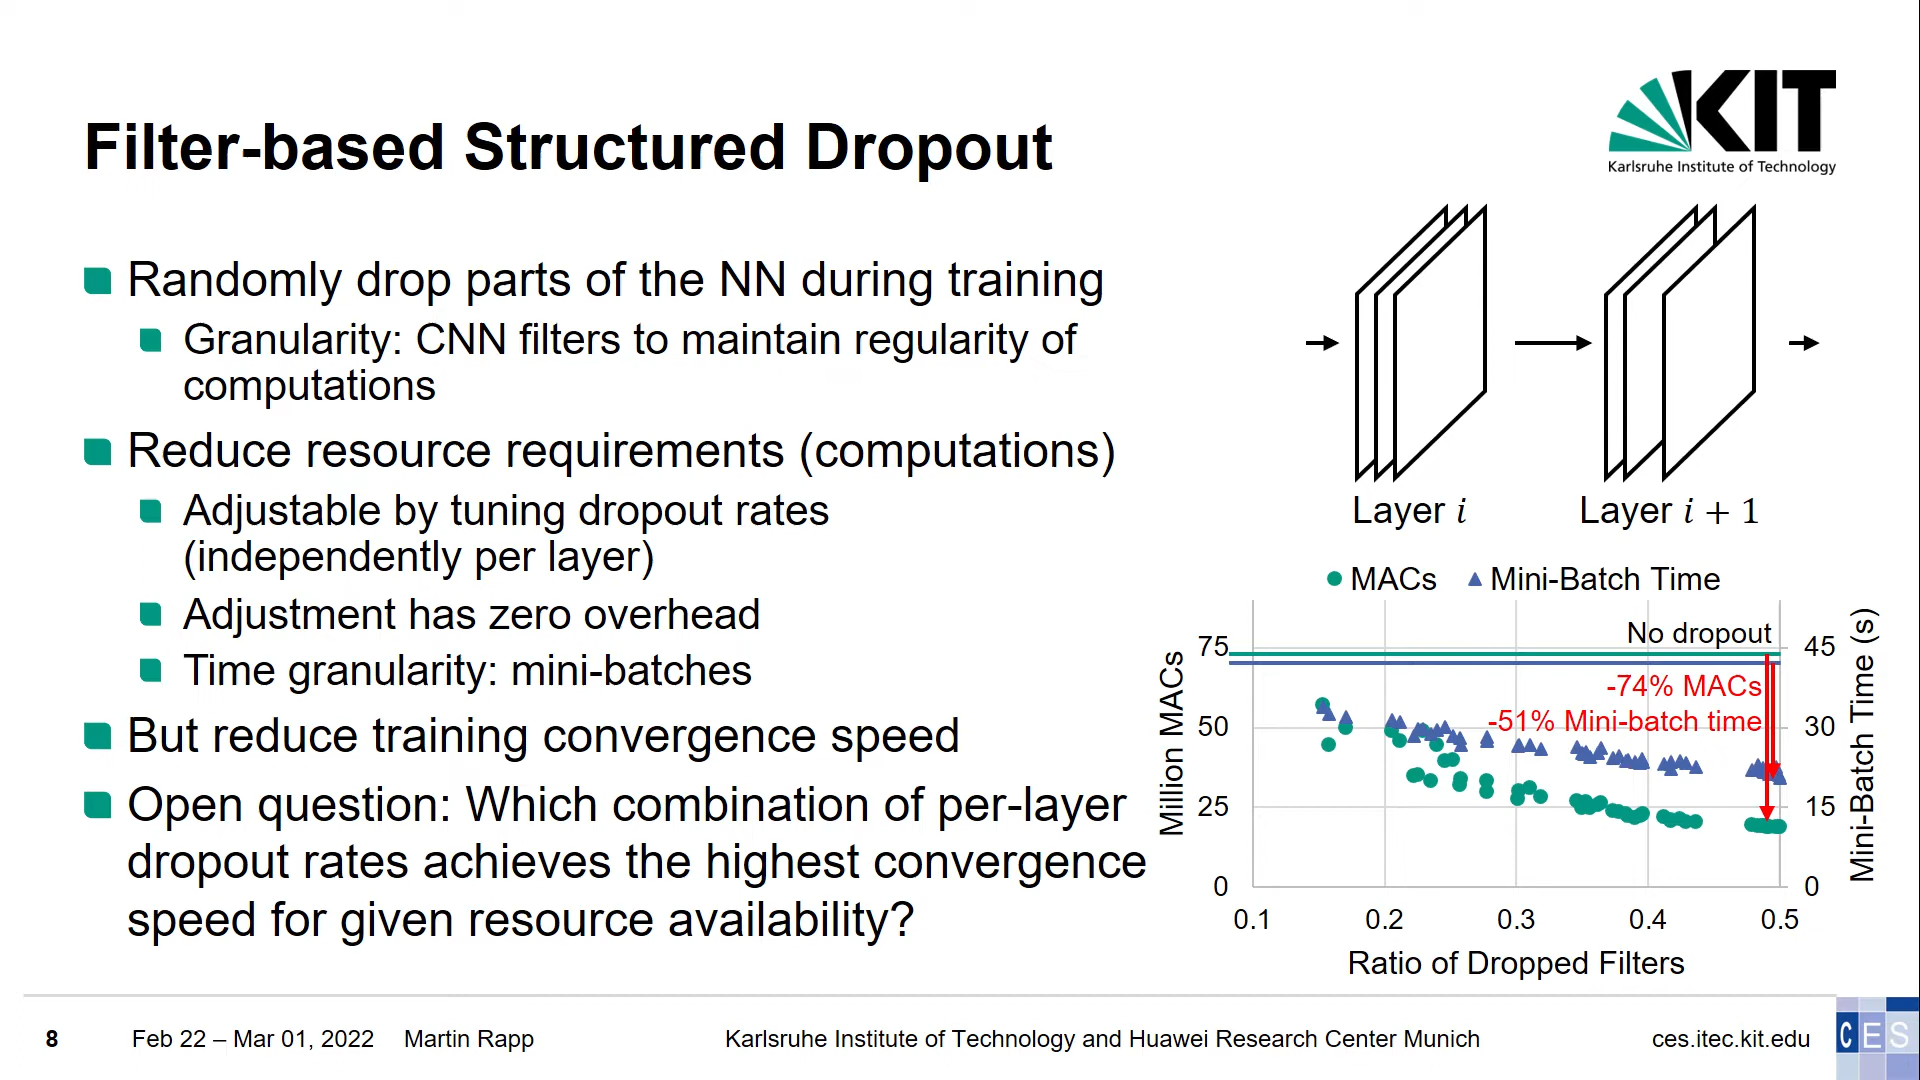 KIT
Karlsruhe Institute of Technology
Filter-based Structured Dropout
Randomly drop parts of the NN during training
Granularity: CNN filters to maintain regularity of
computations
Reduce resource requirements (computations)
Adjustable by tuning dropout rates
(independently per layer)
Adjustment has zero overhead
Time granularity: mini-batches
But reduce training convergence speed
Open question: Which combination of per-layer
dropout rates achieves the highest convergence
speed for given resource availability?
Layer i
Layer i + 1
MACs
Mini-Batch Time
No dropout
-74% MACs
-51% Mini-batch time
Million MACs
75
50
25
0
45
30
15
0
Mini-Batch Time (s)
0.1 0.2 0.3 0.4 0.5
Ratio of Dropped Filters
8
Feb 22 – Mar 01, 2022
Martin Rapp
Karlsruhe Institute of Technology and Huawei Research Center Munich
ces.itec.kit.edu
CES